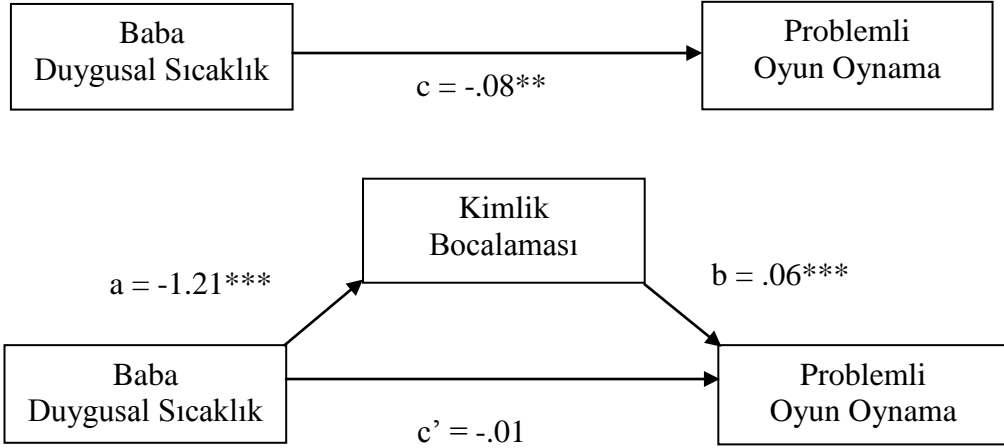 Baba
Duygusal Sıcaklık
Problemli
Oyun Oynama
c = -.08**
Kimlik
Bocalaması
a = -1.21***
b = .06***
Baba
Duygusal Sıcaklık
Problemli
Oyun Oynama
c’ = -.01